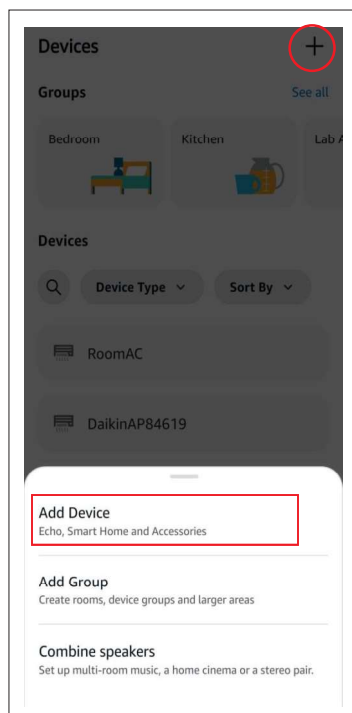 Devices
Groups
See all
Bedroom
Kitchen
Lab A
Devices
Device Type
Sort By
RoomAC
DaikinAP84619
Add Device
Echo, Smart Home and Accessories
Add Group
Create rooms, device groups and larger areas
Combine speakers
Set up multi-room music, a home cinema or a stereo pair.